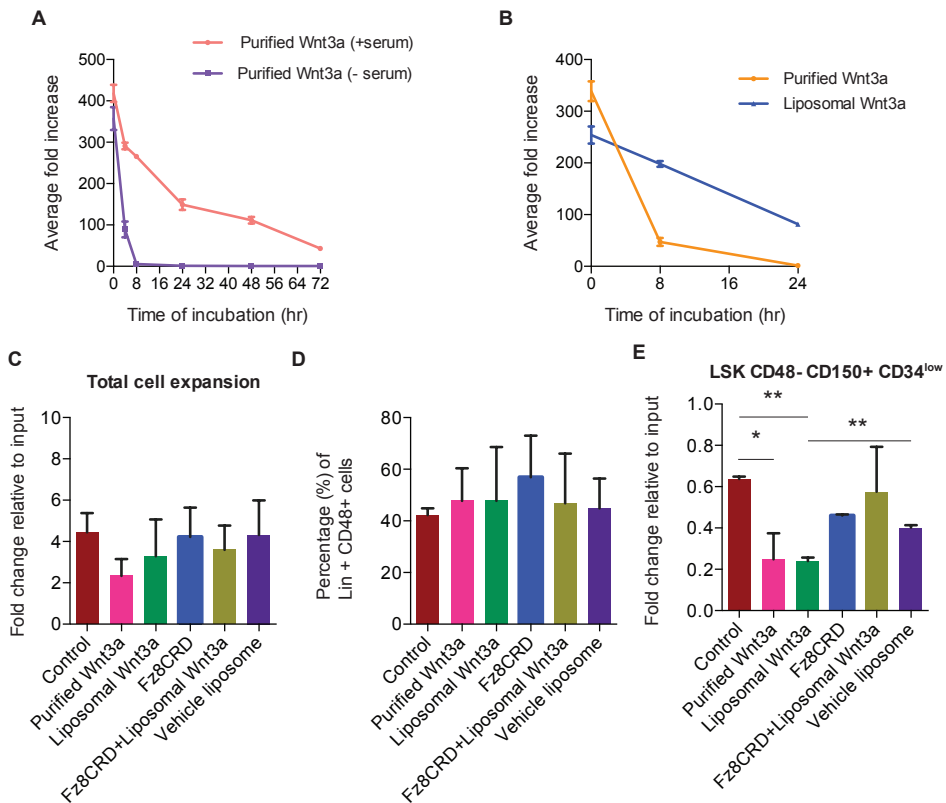 A
Purified Wnt3a (+serum)
Purified Wnt3a (- serum)
Average fold increase
500
400
300
200
100
0
0 8 16 24 32 40 48 56 64 72
Time of incubation (hr)
B
Purified Wnt3a
Liposomal Wnt3a
Average fold increase
400
300
200
100
0
0 8 16 24
Time of incubation (hr)
C
Total cell expansion
Fold change relative to input
10
8
6
4
2
0
Control
Purified Wnt3a
Liposomal Wnt3a
Fz8CRD
Fz8CRD+Liposomal Wnt3a
Vehicle liposome
D
Percentage (%) of
Lin + CD48+ cells
80
60
40
20
0
Control
Purified Wnt3a
Liposomal Wnt3a
Fz8CRD
Fz8CRD+Liposomal Wnt3a
Vehicle liposome
E
LSK CD48- CD150+ CD34low
Fold change relative to input
1.0
0.8
0.6
0.4
0.2
0.0
**
*
**
Control
Purified Wnt3a
Liposomal Wnt3a
Fz8CRD
Fz8CRD+Liposomal Wnt3a
Vehicle liposome